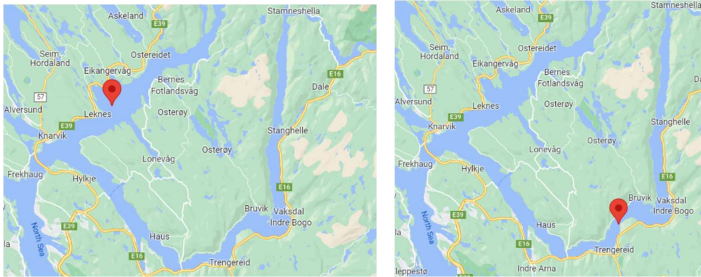 Askeland
Stamneshella
E39
Seim
Hordaland
Ostereidet
Eikangervåg
Bernes
Fotlandsvåg
E16
Dale
57
Alversund
Leknes
Osterøy
E39
Knarvik
Stanghelle
Lonevåg
Osterøy
Frekhaug
Hylkje
E16
Bruvik
Vaksdal
Indre Bogo
North Sea
E39
Haus
Trengereid
Askeland
Stamneshella
E39
Seim
Hordaland
Ostereidet
Eikangervåg
Bernes
Fotlandsvåg
57
Alversund
Leknes
Osterøy
E39
Knarvik
Stanghelle
Lonevåg
Osterøy
Frekhaug
Hylkje
E16
Bruvik
Vaksdal
Indre Bogo
North Sea
E39
Haus
Trengereid
Indre Arna